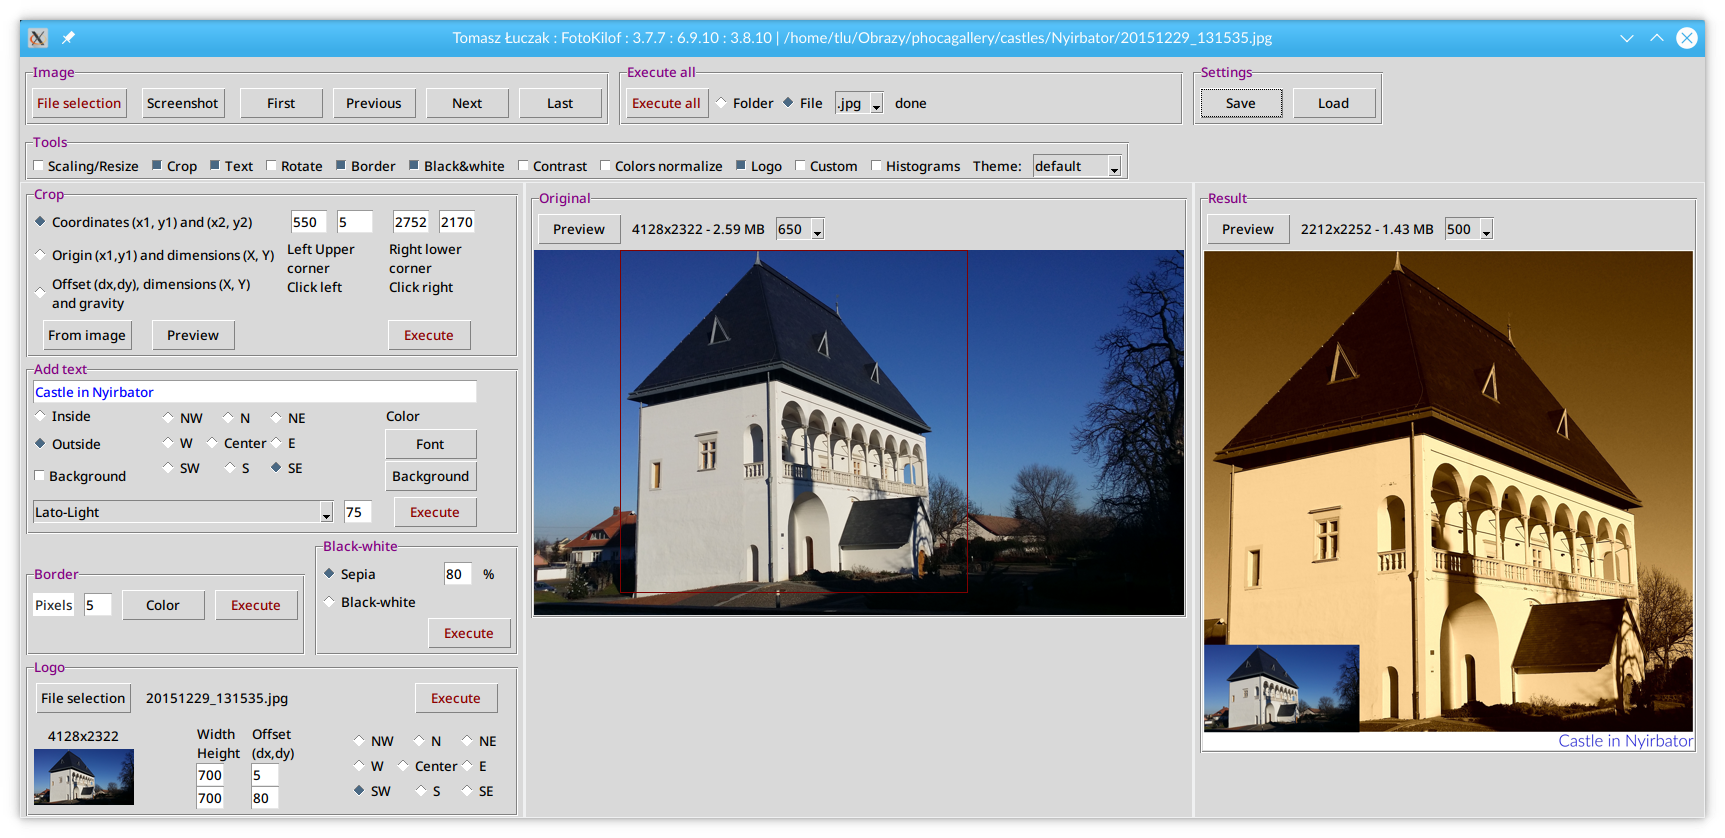 Tomasz Łuczak : FotoKilof : 3.7.7 : 6.9.10 : 3.8.10 | /home/tlu/Obrazy/phocagallery/castles/Nyirbator/20151229_131535.jpg
Image
File selection Screenshot First Previous Next Last
Execute all
Execute all Folder File .jpg done
Settings
Save Load
Tools
Scaling/Resize Crop Text Rotate Border Black&white Contrast Colors normalize Logo Custom Histograms Theme: default
Crop
Coordinates (x1, y1) and (x2, y2) 550 5 2752 2170
Origin (x1,y1) and dimensions (X, Y)
Offset (dx,dy), dimensions (X, Y)
and gravity
Left Upper
corner
Click left
Right lower
corner
Click right
From image Preview Execute
Add text
Castle in Nyirbator
Inside NW N NE Color
Outside W Center E Font
Background SW S SE Background
Lato-Light 75 Execute
Border
Pixels 5 Color Execute
Black-white
Sepia 80 %
Black-white
Execute
Logo
File selection 20151229_131535.jpg Execute
4128x2322
Width
Height
700
700
Offset
(dx,dy)
5
80
NW N NE
W Center E
SW S SE
Original
Preview 4128x2322 - 2.59 MB 650
Result
Preview 2212x2252 - 1.43 MB 500
Castle in Nyirbator